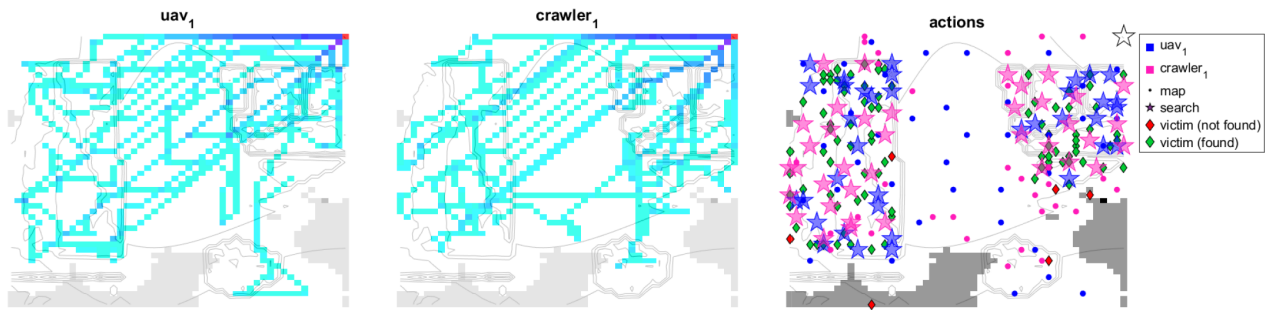 uav1
crawler1
actions
uav1
crawler1
map
search
victim (not found)
victim (found)